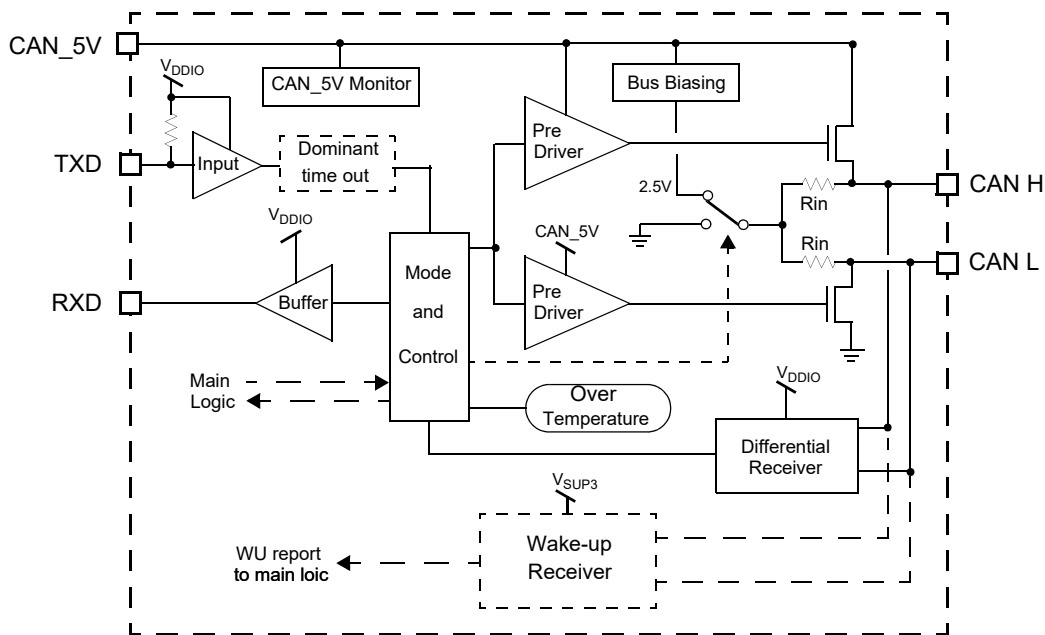 CAN_5V
VDDIO
CAN_5V Monitor
Bus Biasing
TXD
Input
Dominant
time out
Pre
Driver
2.5V
Rin
CAN H
VDDIO
CAN_5V
Rin
CAN L
RXD
Buffer
Mode
and
Control
Pre
Driver
Main
Logic
Over
Temperature
VDDIO
Differential
Receiver
VSUP3
Wake-up
Receiver
WU report
to main loic